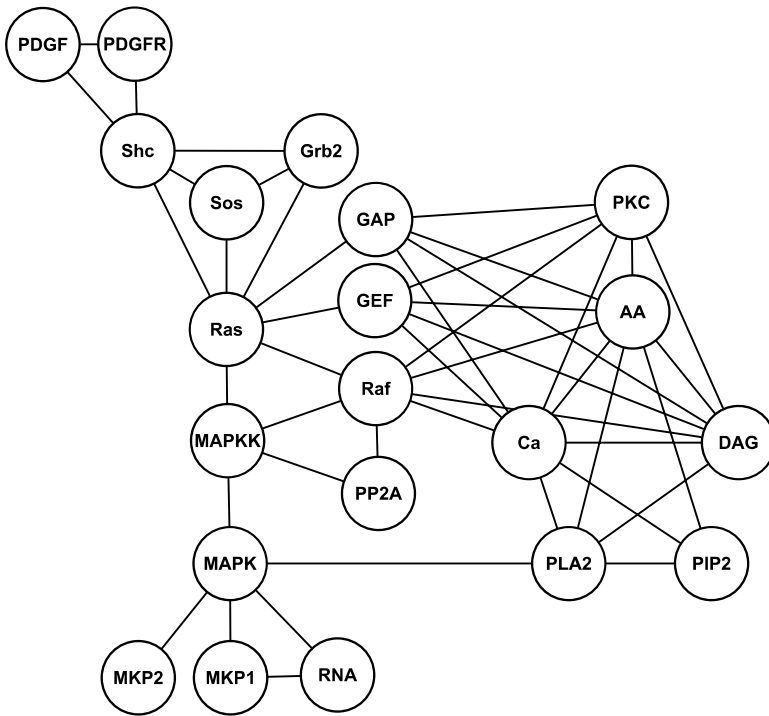 PDGF
PDGFR
Shc
Grb2
Sos
GAP
PKC
GEF
AA
Ras
Raf
MAPKK
Ca
DAG
PP2A
MAPK
PLA2
PIP2
MKP2
MKP1
RNA